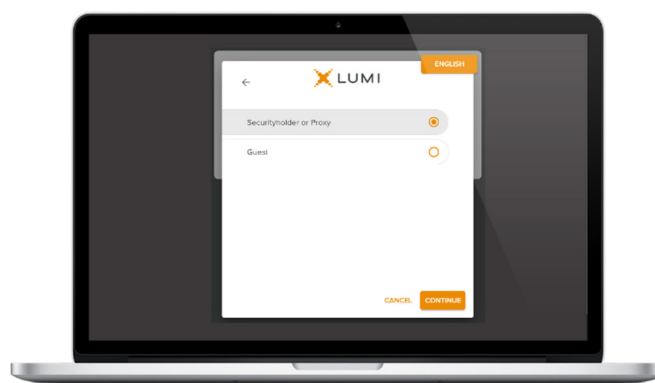 ENGLISH
LUMI
Securityholder or Proxy
Guest
CANCEL
CONTINUE